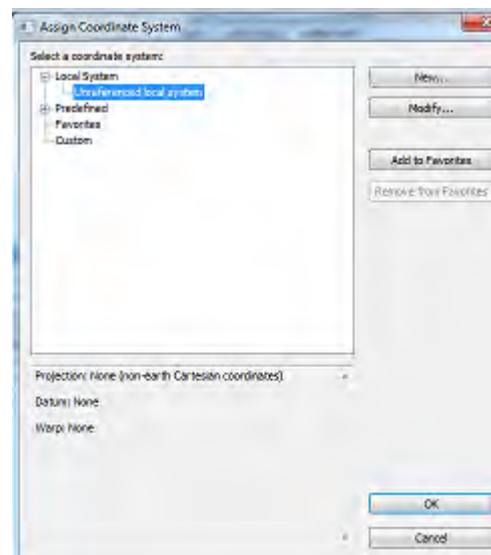 Assign Coordinate System
Select a coordinate system:
Local System
Unreferenced local system
Predefined
Favorites
Custom
New...
Modify...
Add to Favorites
Remove from Favorites
Projection: None (non-earth Cartesian coordinates)
Datum: None
Warp: None
OK
Cancel